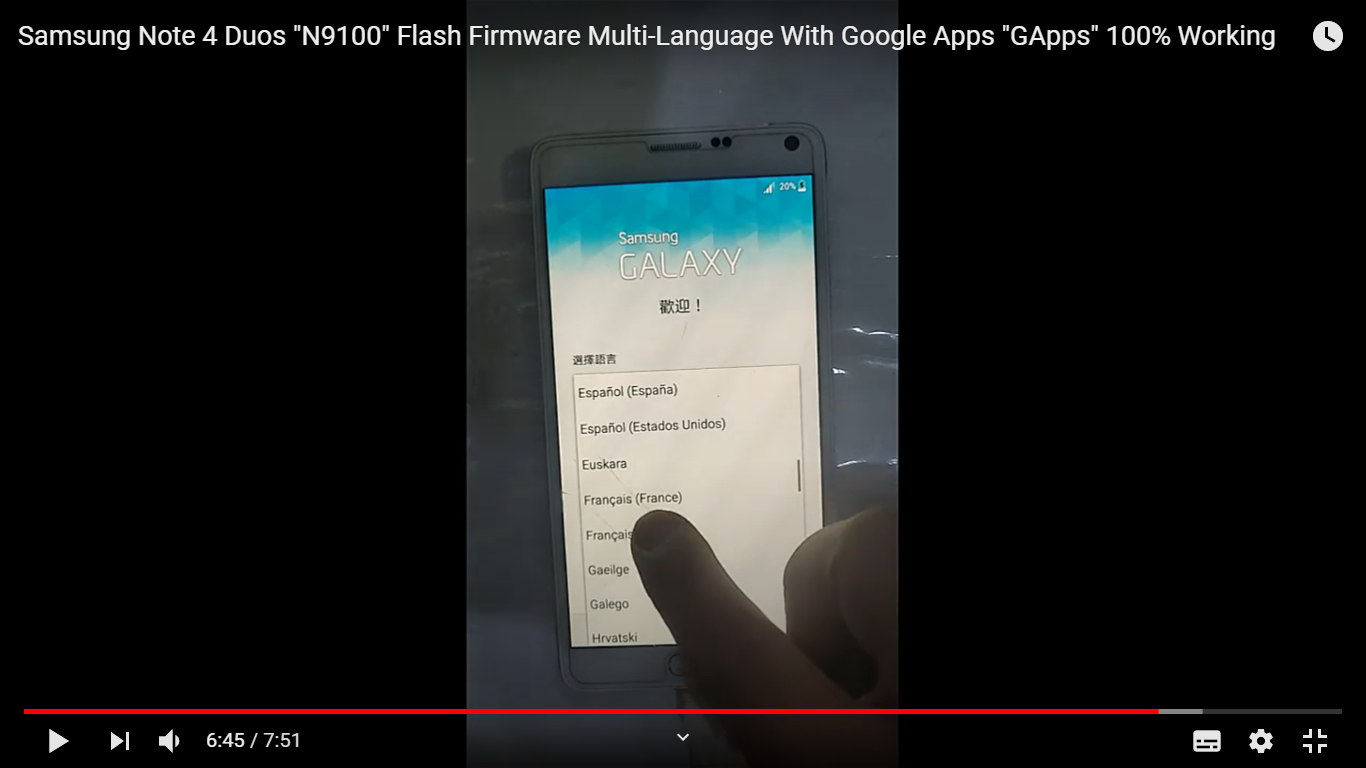 Samsung Note 4 Duos "N9100" Flash Firmware Multi-Language With Google Apps "GApps" 100% Working
20%
Samsung
GALAXY
歡迎！
選擇語言
Español (España)
Español (Estados Unidos)
Euskara
Français (France)
Français
Gaeilge
Galego
Hrvatski
6:45 / 7:51